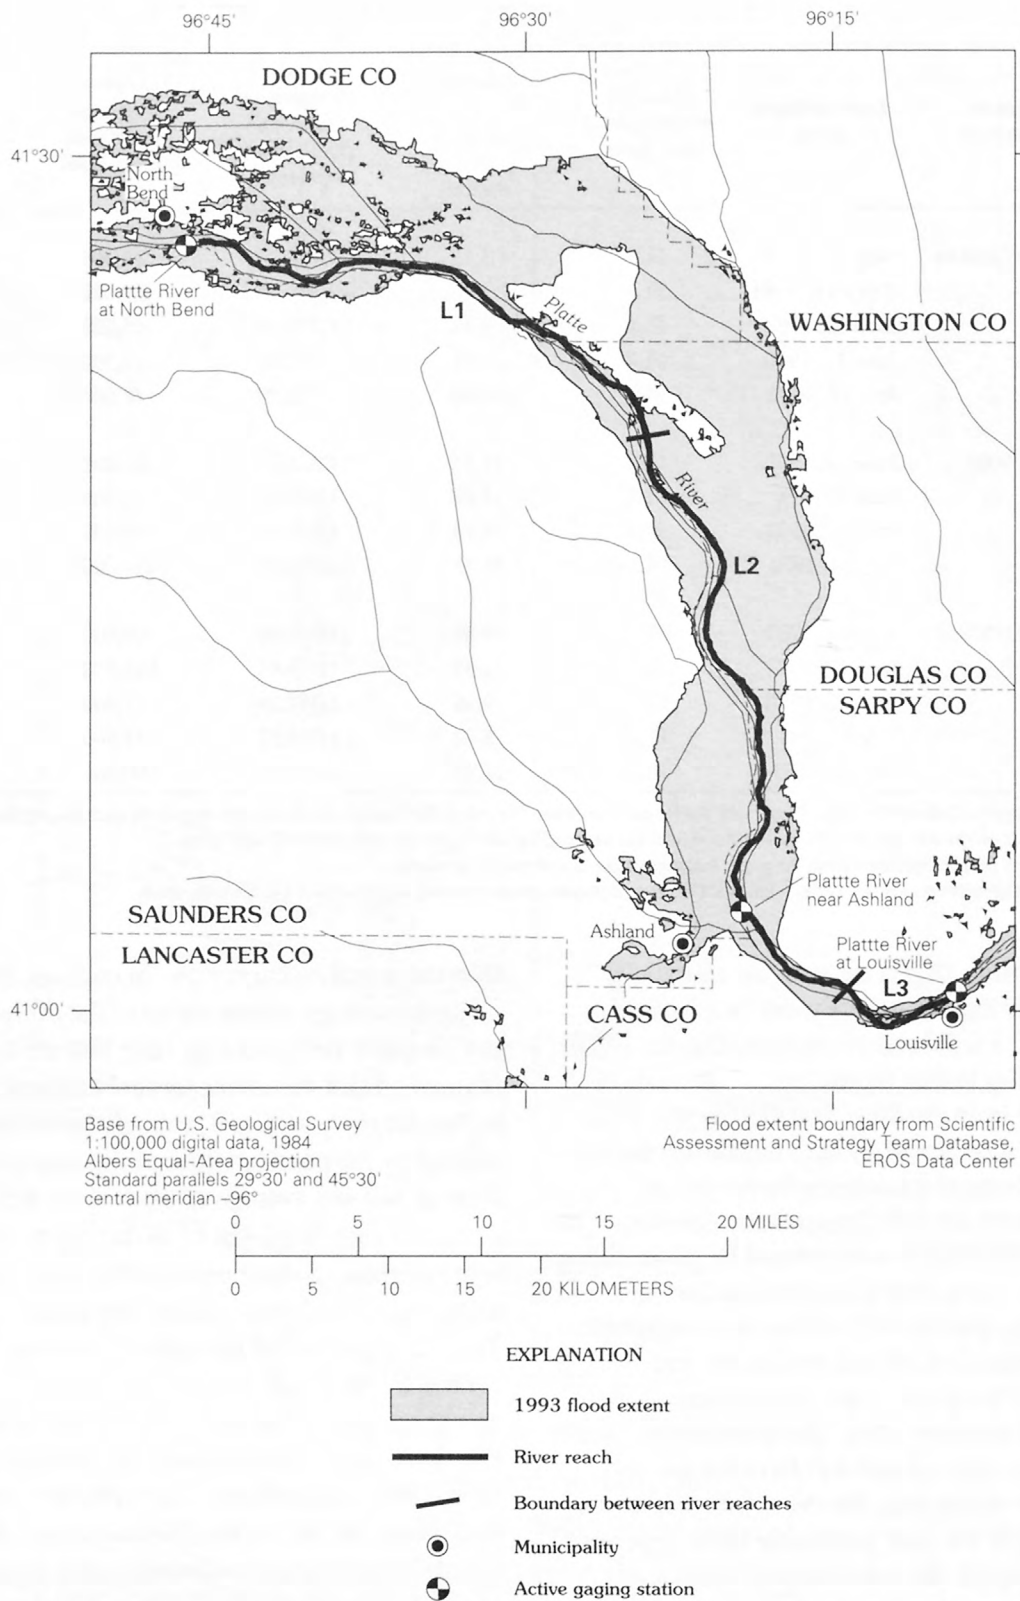 96°45'
96°30'
96°15'
DODGE CO
41°30'
North
Bend
Plattte River
at North Bend
L1
Platte
WASHINGTON CO
River
L2
DOUGLAS CO
SARPY CO
Plattte River
near Ashland
SAUNDERS CO
LANCASTER CO
Ashland
Plattte River
at Louisville
L3
41°00'
CASS CO
Louisville
Base from U.S. Geological Survey
1:100,000 digital data, 1984
Albers Equal-Area projection
Standard parallels 29°30' and 45°30'
central meridian –96°
Flood extent boundary from Scientific
Assessment and Strategy Team Database,
EROS Data Center
0 5 10 15 20 MILES
0 5 10 15 20 KILOMETERS
EXPLANATION
1993 flood extent
River reach
Boundary between river reaches
Municipality
Active gaging station